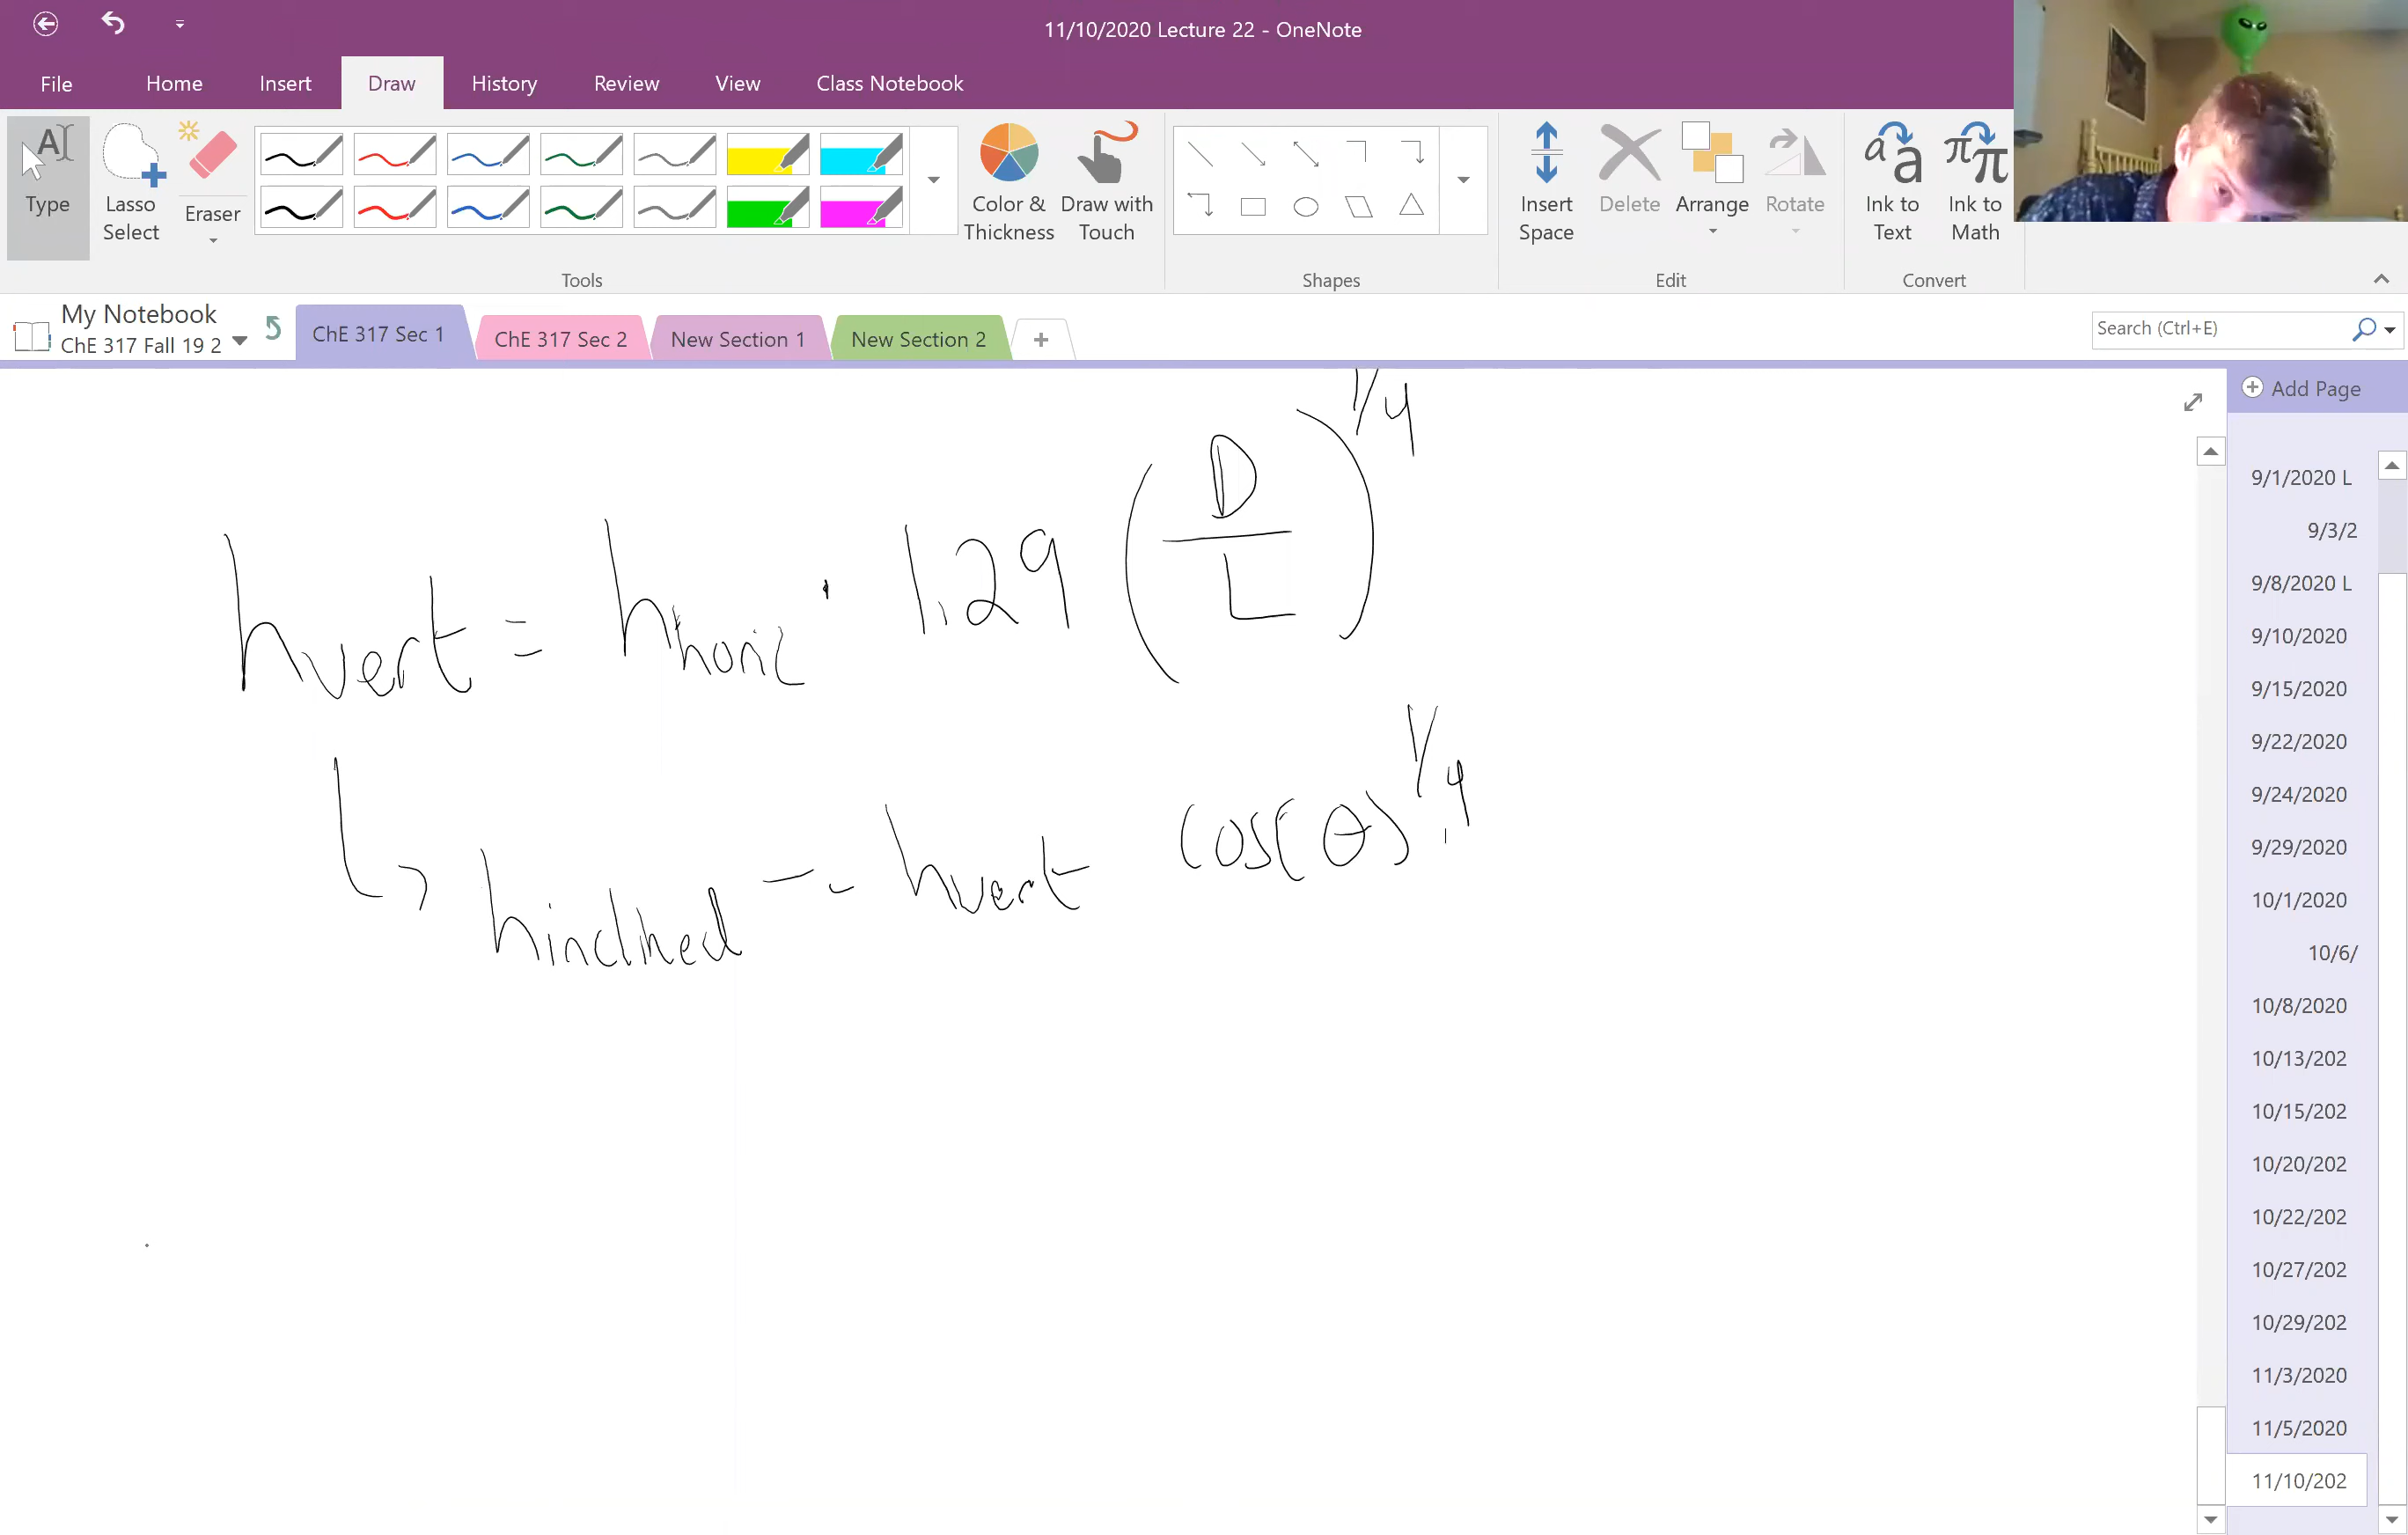 11/10/2020 Lecture 22 - OneNote
File Home Insert Draw History Review View Class Notebook
Type
Lasso Select
Eraser
Color & Thickness
Draw with Touch
Insert Space
Delete
Arrange
Rotate
Ink to Text
Ink to Math
Tools Shapes Edit Convert
My Notebook
ChE 317 Fall 19 2
ChE 317 Sec 1 ChE 317 Sec 2 New Section 1 New Section 2 +
Search (Ctrl+E)
Add Page
9/1/2020 L
9/3/2
9/8/2020 L
9/10/2020
9/15/2020
9/22/2020
9/24/2020
9/29/2020
10/1/2020
10/6/
10/8/2020
10/13/202
10/15/202
10/20/202
10/22/202
10/27/202
10/29/202
11/3/2020
11/5/2020
11/10/202
h vert = h horiz · 1.29 (D/L)^1/4
↳ h inclined = h vert cos(θ)^1/4